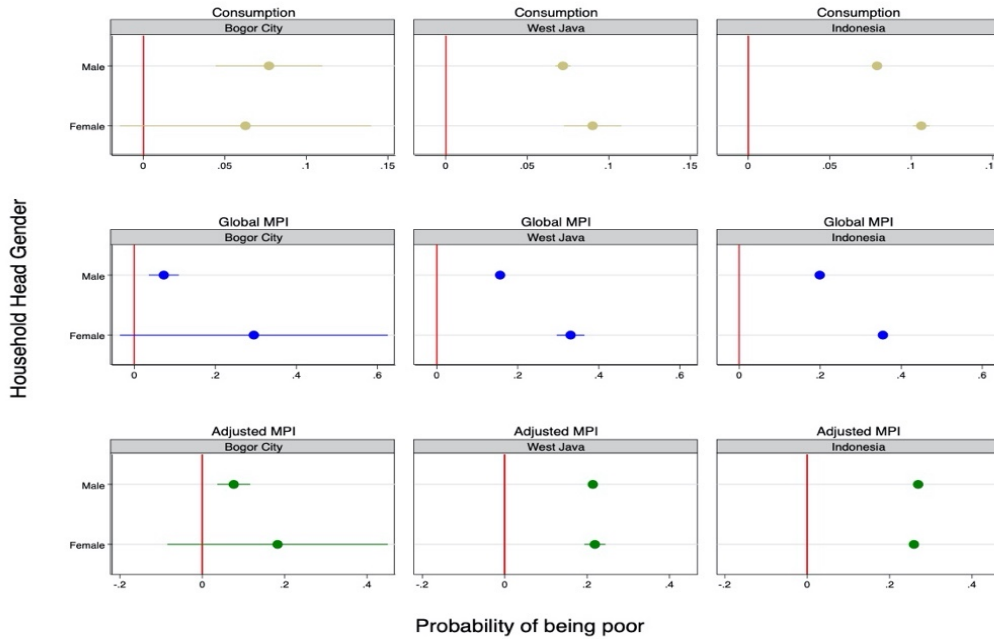 Consumption Consumption Consumption
Bogor City West Java Indonesia
Male
Female
0 .05 .1 .15 0 .05 .1 .15 0 .05 .1 .15
Household Head Gender
Global MPI Global MPI Global MPI
Bogor City West Java Indonesia
Male
Female
0 .2 .4 .6 0 .2 .4 .6 0 .2 .4 .6
Adjusted MPI Adjusted MPI Adjusted MPI
Bogor City West Java Indonesia
Male
Female
-.2 0 .2 .4 -.2 0 .2 .4 -.2 0 .2 .4
Probability of being poor